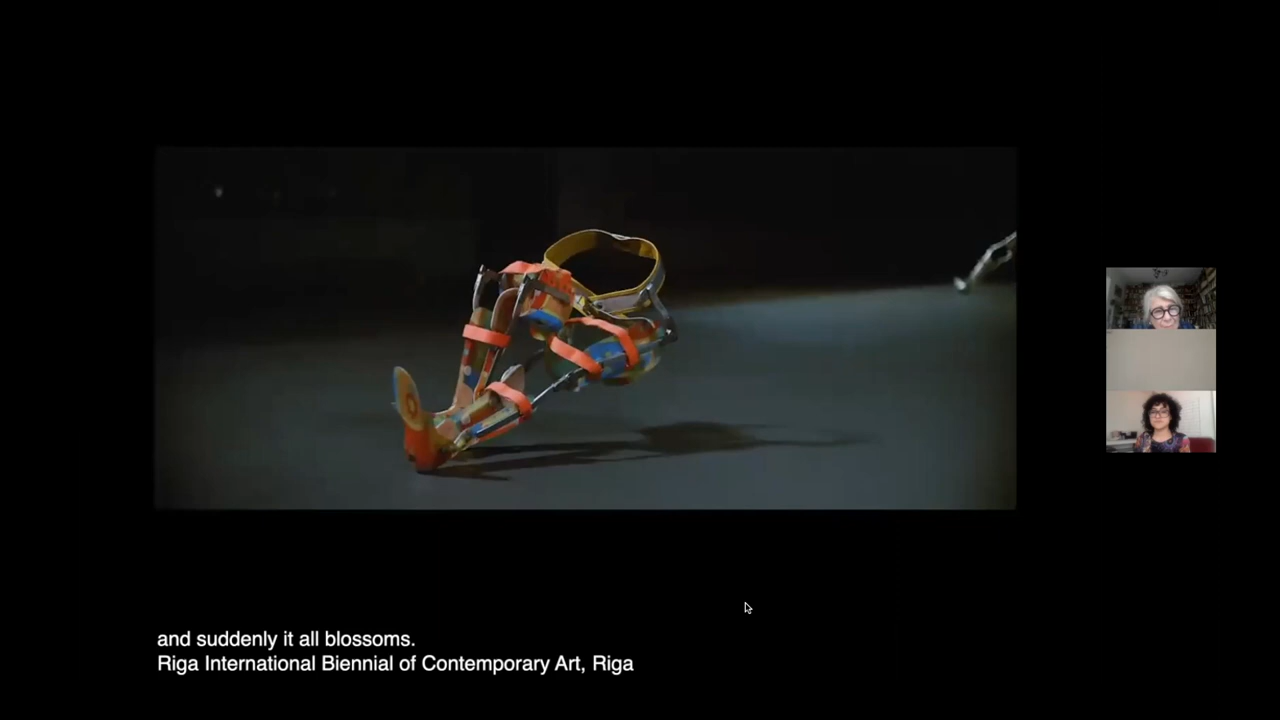 and suddenly it all blossoms.
Riga International Biennial of Contemporary Art, Riga